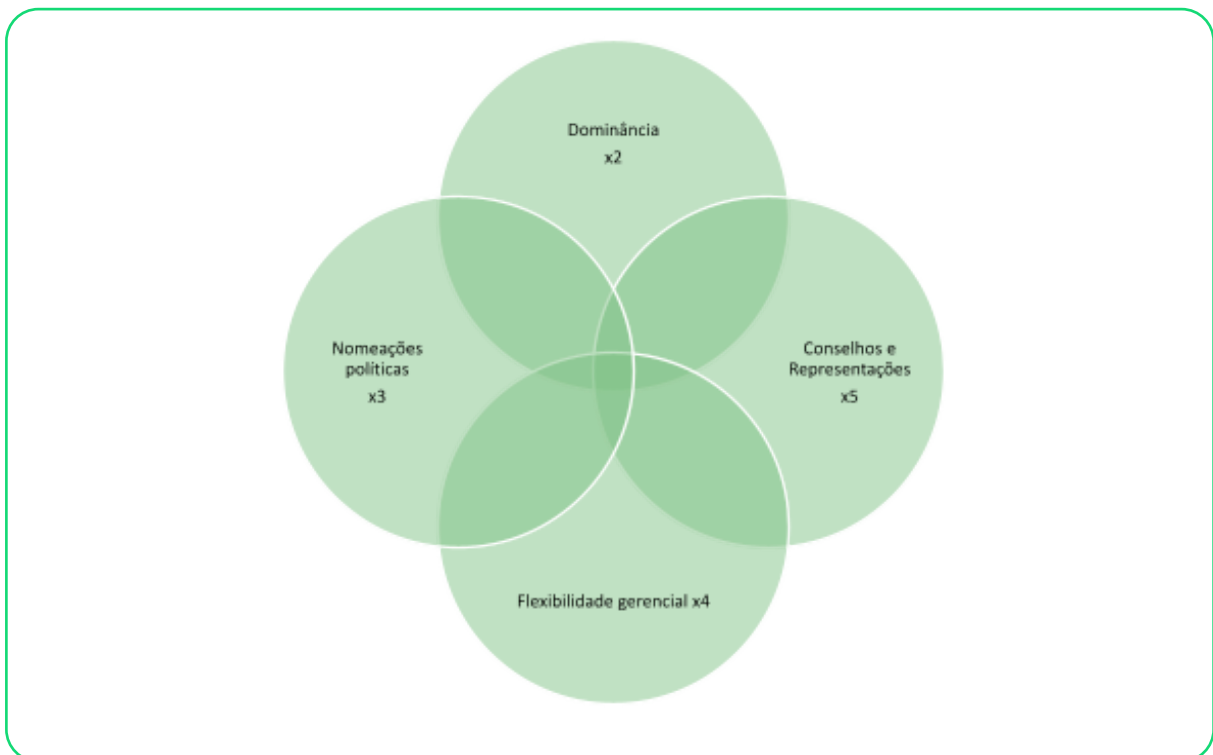 Dominância
x2
Nomeações
políticas
x3
Conselhos e
Representações
x5
Flexibilidade gerencial x4